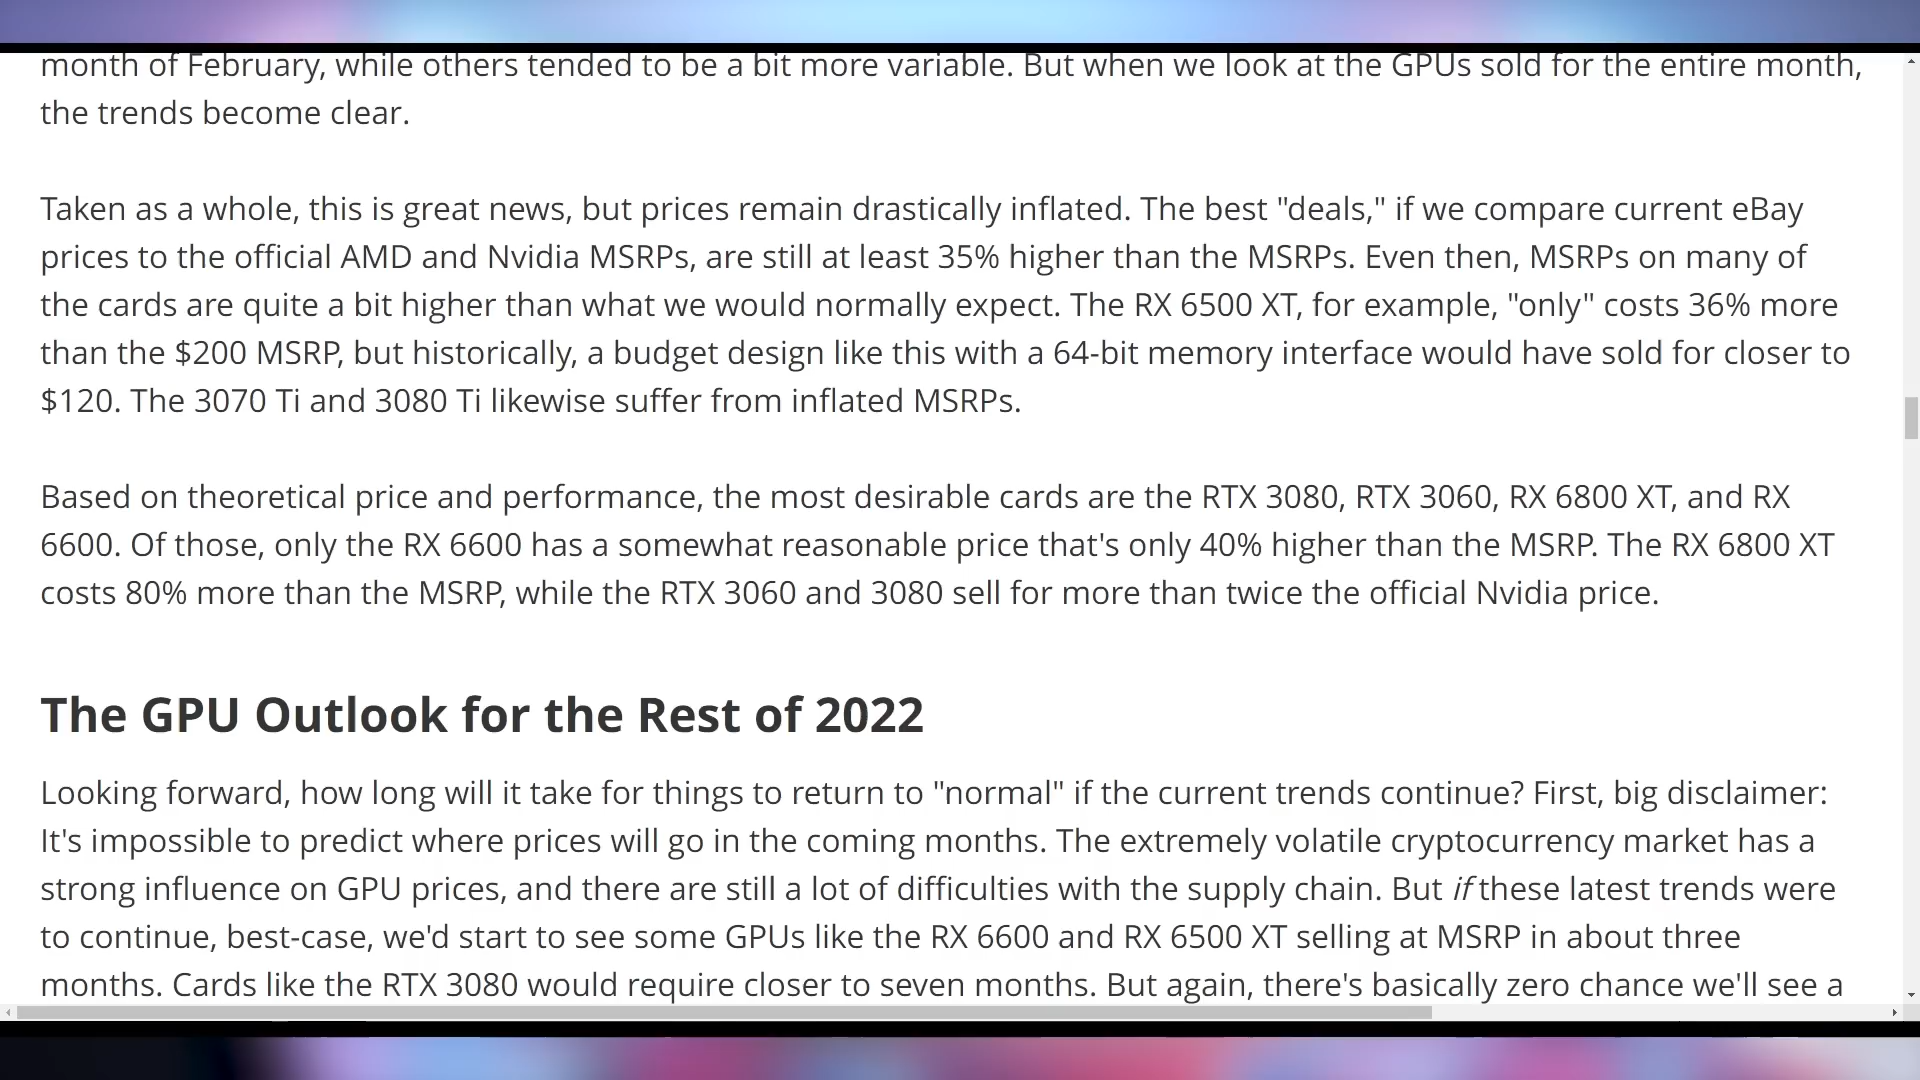 month of February, while others tended to be a bit more variable. But when we look at the GPUs sold for the entire month,
the trends become clear.
Taken as a whole, this is great news, but prices remain drastically inflated. The best "deals," if we compare current eBay
prices to the official AMD and Nvidia MSRPs, are still at least 35% higher than the MSRPs. Even then, MSRPs on many of
the cards are quite a bit higher than what we would normally expect. The RX 6500 XT, for example, "only" costs 36% more
than the $200 MSRP, but historically, a budget design like this with a 64-bit memory interface would have sold for closer to
$120. The 3070 Ti and 3080 Ti likewise suffer from inflated MSRPs.
Based on theoretical price and performance, the most desirable cards are the RTX 3080, RTX 3060, RX 6800 XT, and RX
6600. Of those, only the RX 6600 has a somewhat reasonable price that's only 40% higher than the MSRP. The RX 6800 XT
costs 80% more than the MSRP, while the RTX 3060 and 3080 sell for more than twice the official Nvidia price.
The GPU Outlook for the Rest of 2022
Looking forward, how long will it take for things to return to "normal" if the current trends continue? First, big disclaimer:
It's impossible to predict where prices will go in the coming months. The extremely volatile cryptocurrency market has a
strong influence on GPU prices, and there are still a lot of difficulties with the supply chain. But if these latest trends were
to continue, best-case, we'd start to see some GPUs like the RX 6600 and RX 6500 XT selling at MSRP in about three
months. Cards like the RTX 3080 would require closer to seven months. But again, there's basically zero chance we'll see a